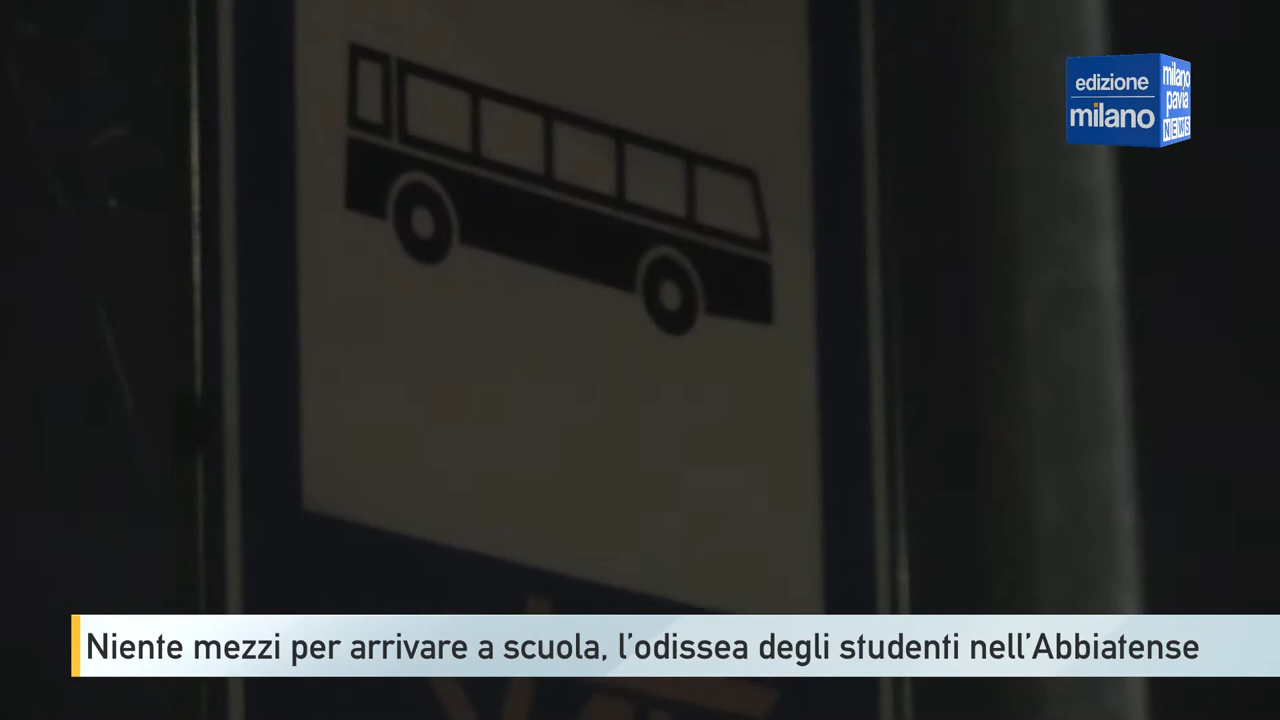 edizione
milano
milano
pavia
NEWS
Niente mezzi per arrivare a scuola, l'odissea degli studenti nell'Abbiatense